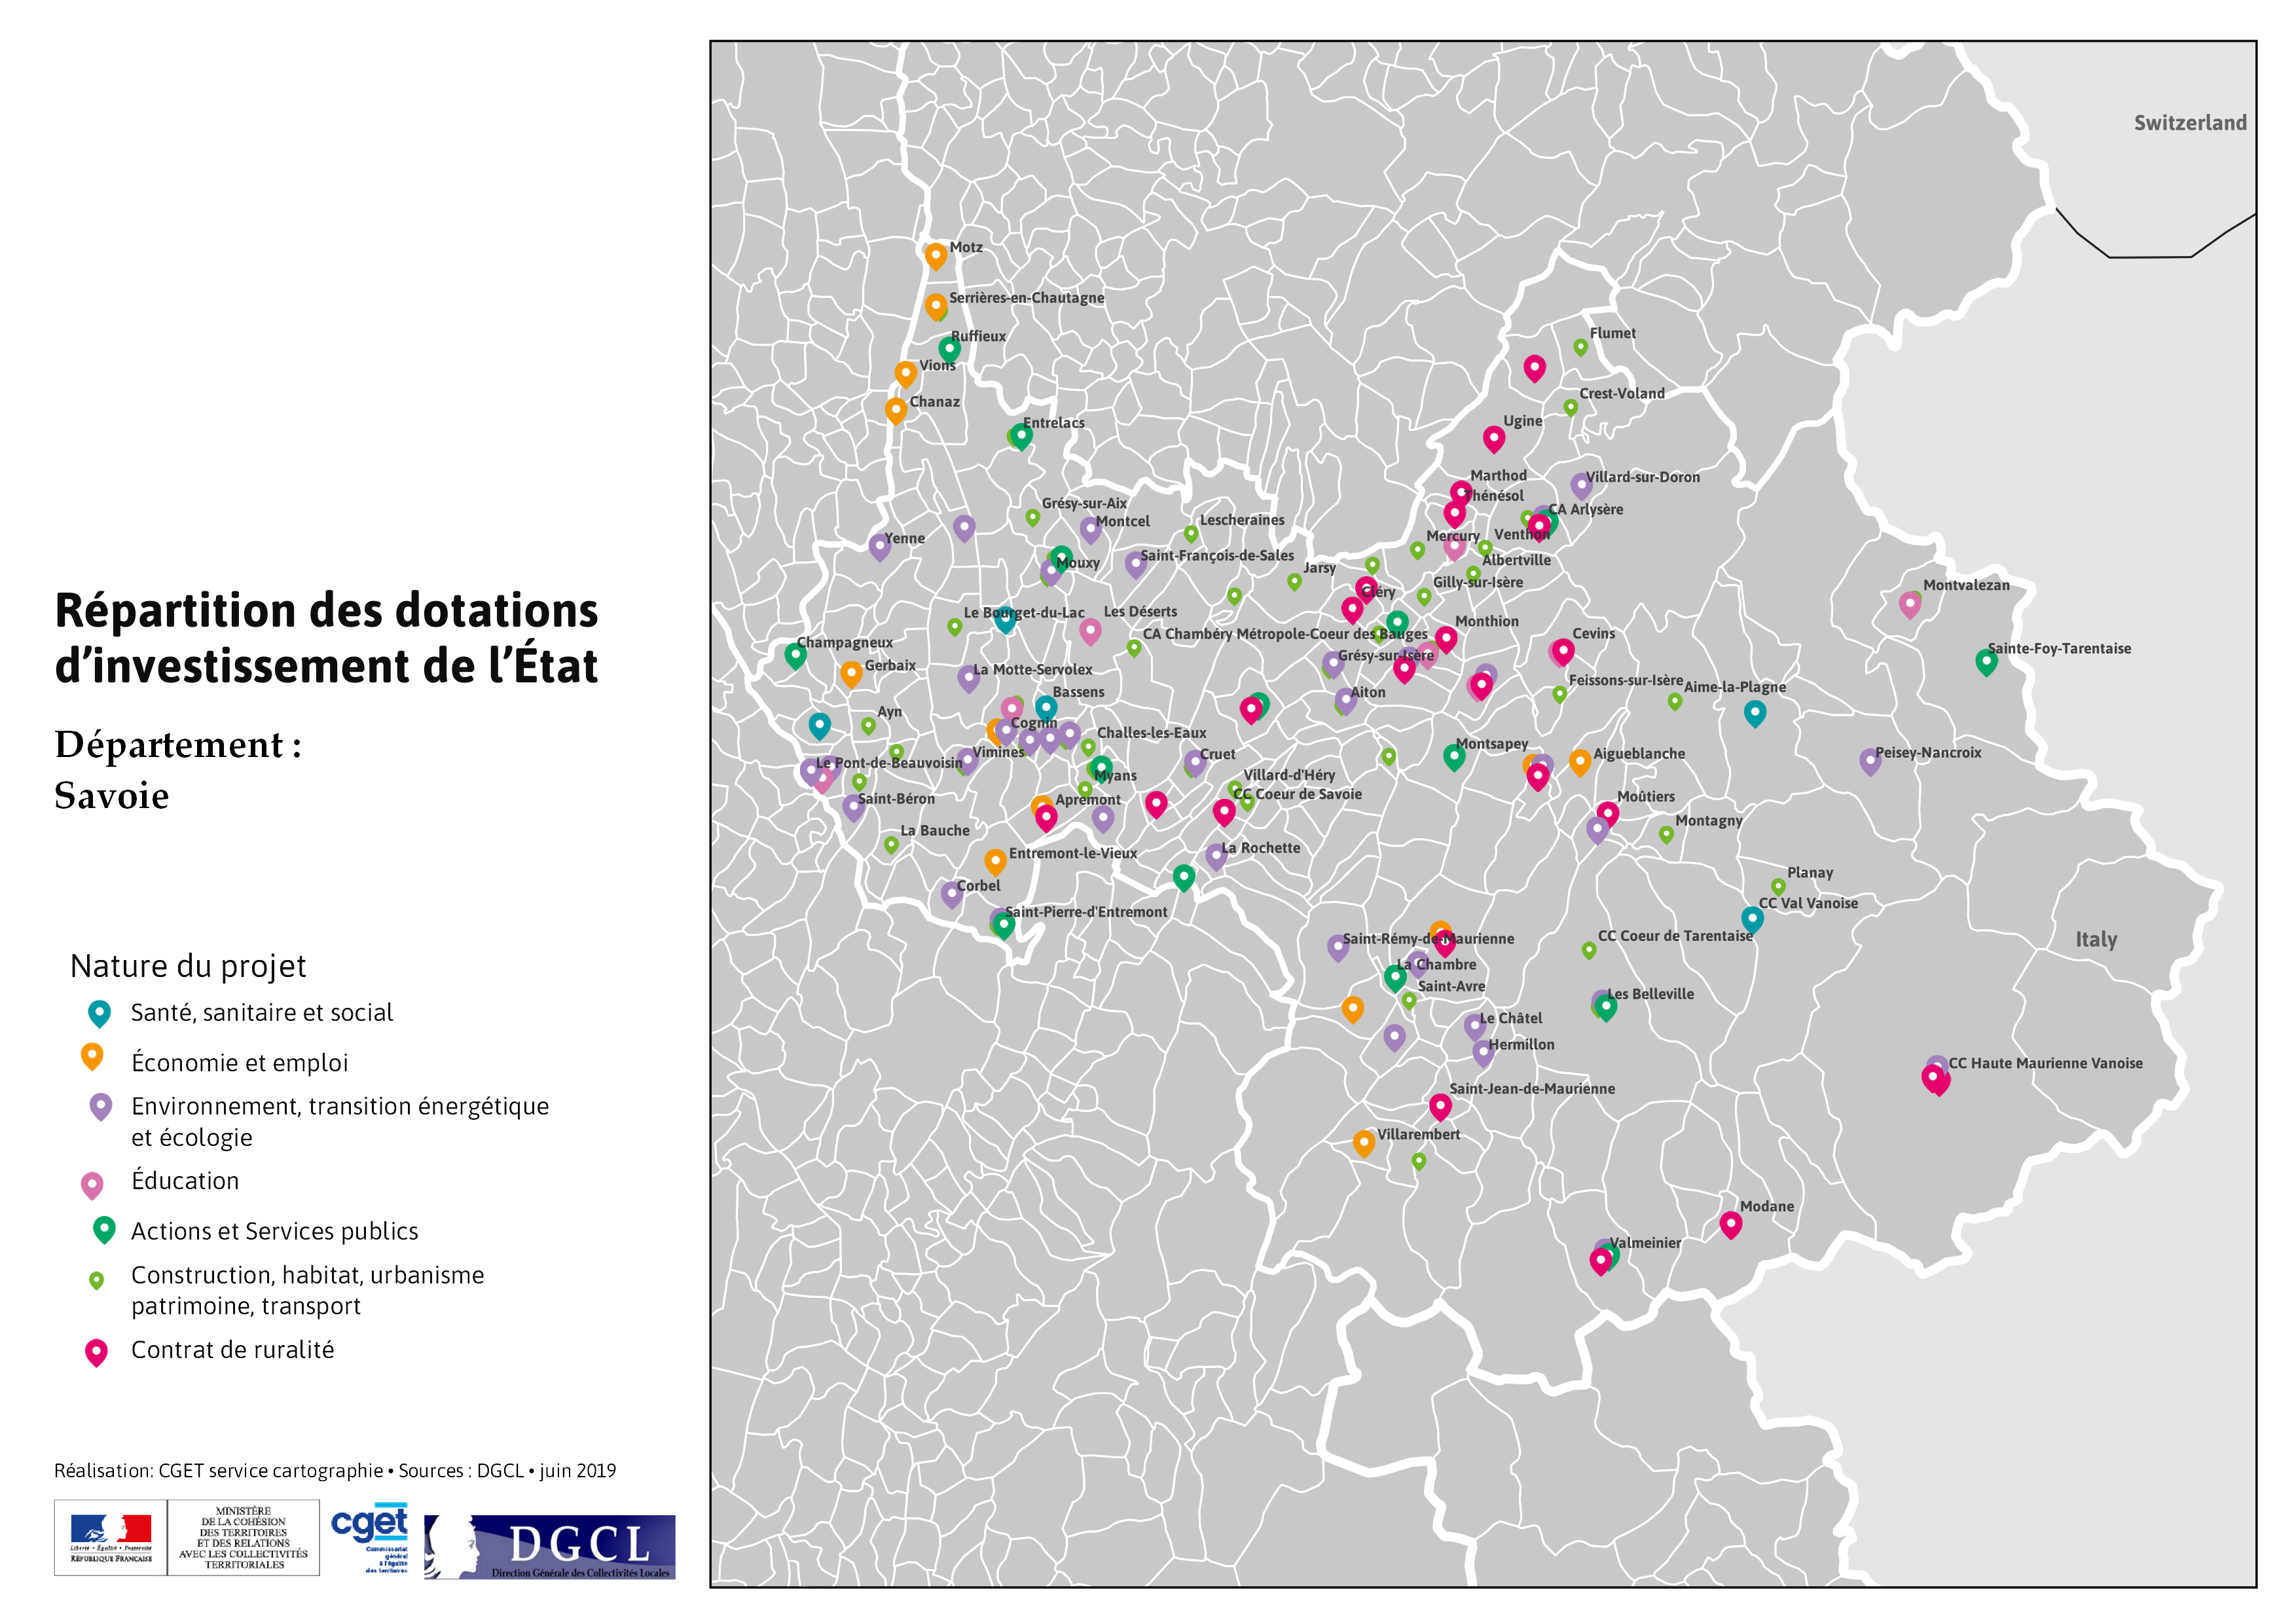 Répartition des dotations
d’investissement de l’État
Département :
Savoie
Nature du projet
Santé, sanitaire et social
Économie et emploi
Environnement, transition énergétique
et écologie
Éducation
Actions et Services publics
Construction, habitat, urbanisme
patrimoine, transport
Contrat de ruralité
Réalisation: CGET service cartographie • Sources : DGCL • juin 2019
Liberté • Égalité • Fraternité
RÉPUBLIQUE FRANÇAISE
MINISTÈRE
DE LA COHÉSION
DES TERRITOIRES
ET DES RELATIONS
AVEC LES COLLECTIVITÉS
TERRITORIALES
cget
Commissariat
général
à l'égalité
des territoires
DGCL
Direction Générale des Collectivités Locales
Switzerland
Motz
Serrières-en-Chautagne
Ruffieux
Flumet
Vions
Crest-Voland
Chanaz
Entrelacs
Ugine
Marthod
Villard-sur-Doron
Thénésol
Grésy-sur-Aix
CA Arlysère
Montcel
Lescheraines
Yenne
Mercury
Venthon
Saint-François-de-Sales
Mouxy
Jarsy
Albertville
Gilly-sur-Isère
Montvalezan
Cléry
Le Bourget-du-Lac
Les Déserts
Monthion
CA Chambéry Métropole-Coeur des Bauges
Cevins
Champagneux
Sainte-Foy-Tarentaise
Grésy-sur-Isère
Gerbaix
La Motte-Servolex
Feissons-sur-Isère
Aime-la-Plagne
Bassens
Aiton
Ayn
Cognin
Challes-les-Eaux
Montsapey
Vimines
Cruet
Aigueblanche
Peisey-Nancroix
Le Pont-de-Beauvoisin
Myans
Villard-d'Héry
CC Coeur de Savoie
Moûtiers
Saint-Béron
Apremont
Montagny
La Bauche
La Rochette
Entremont-le-Vieux
Planay
Corbel
CC Val Vanoise
Saint-Pierre-d'Entremont
CC Coeur de Tarentaise
Saint-Rémy-de-Maurienne
Italy
La Chambre
Saint-Avre
Les Belleville
Le Châtel
Hermillon
CC Haute Maurienne Vanoise
Saint-Jean-de-Maurienne
Villarembert
Modane
Valmeinier